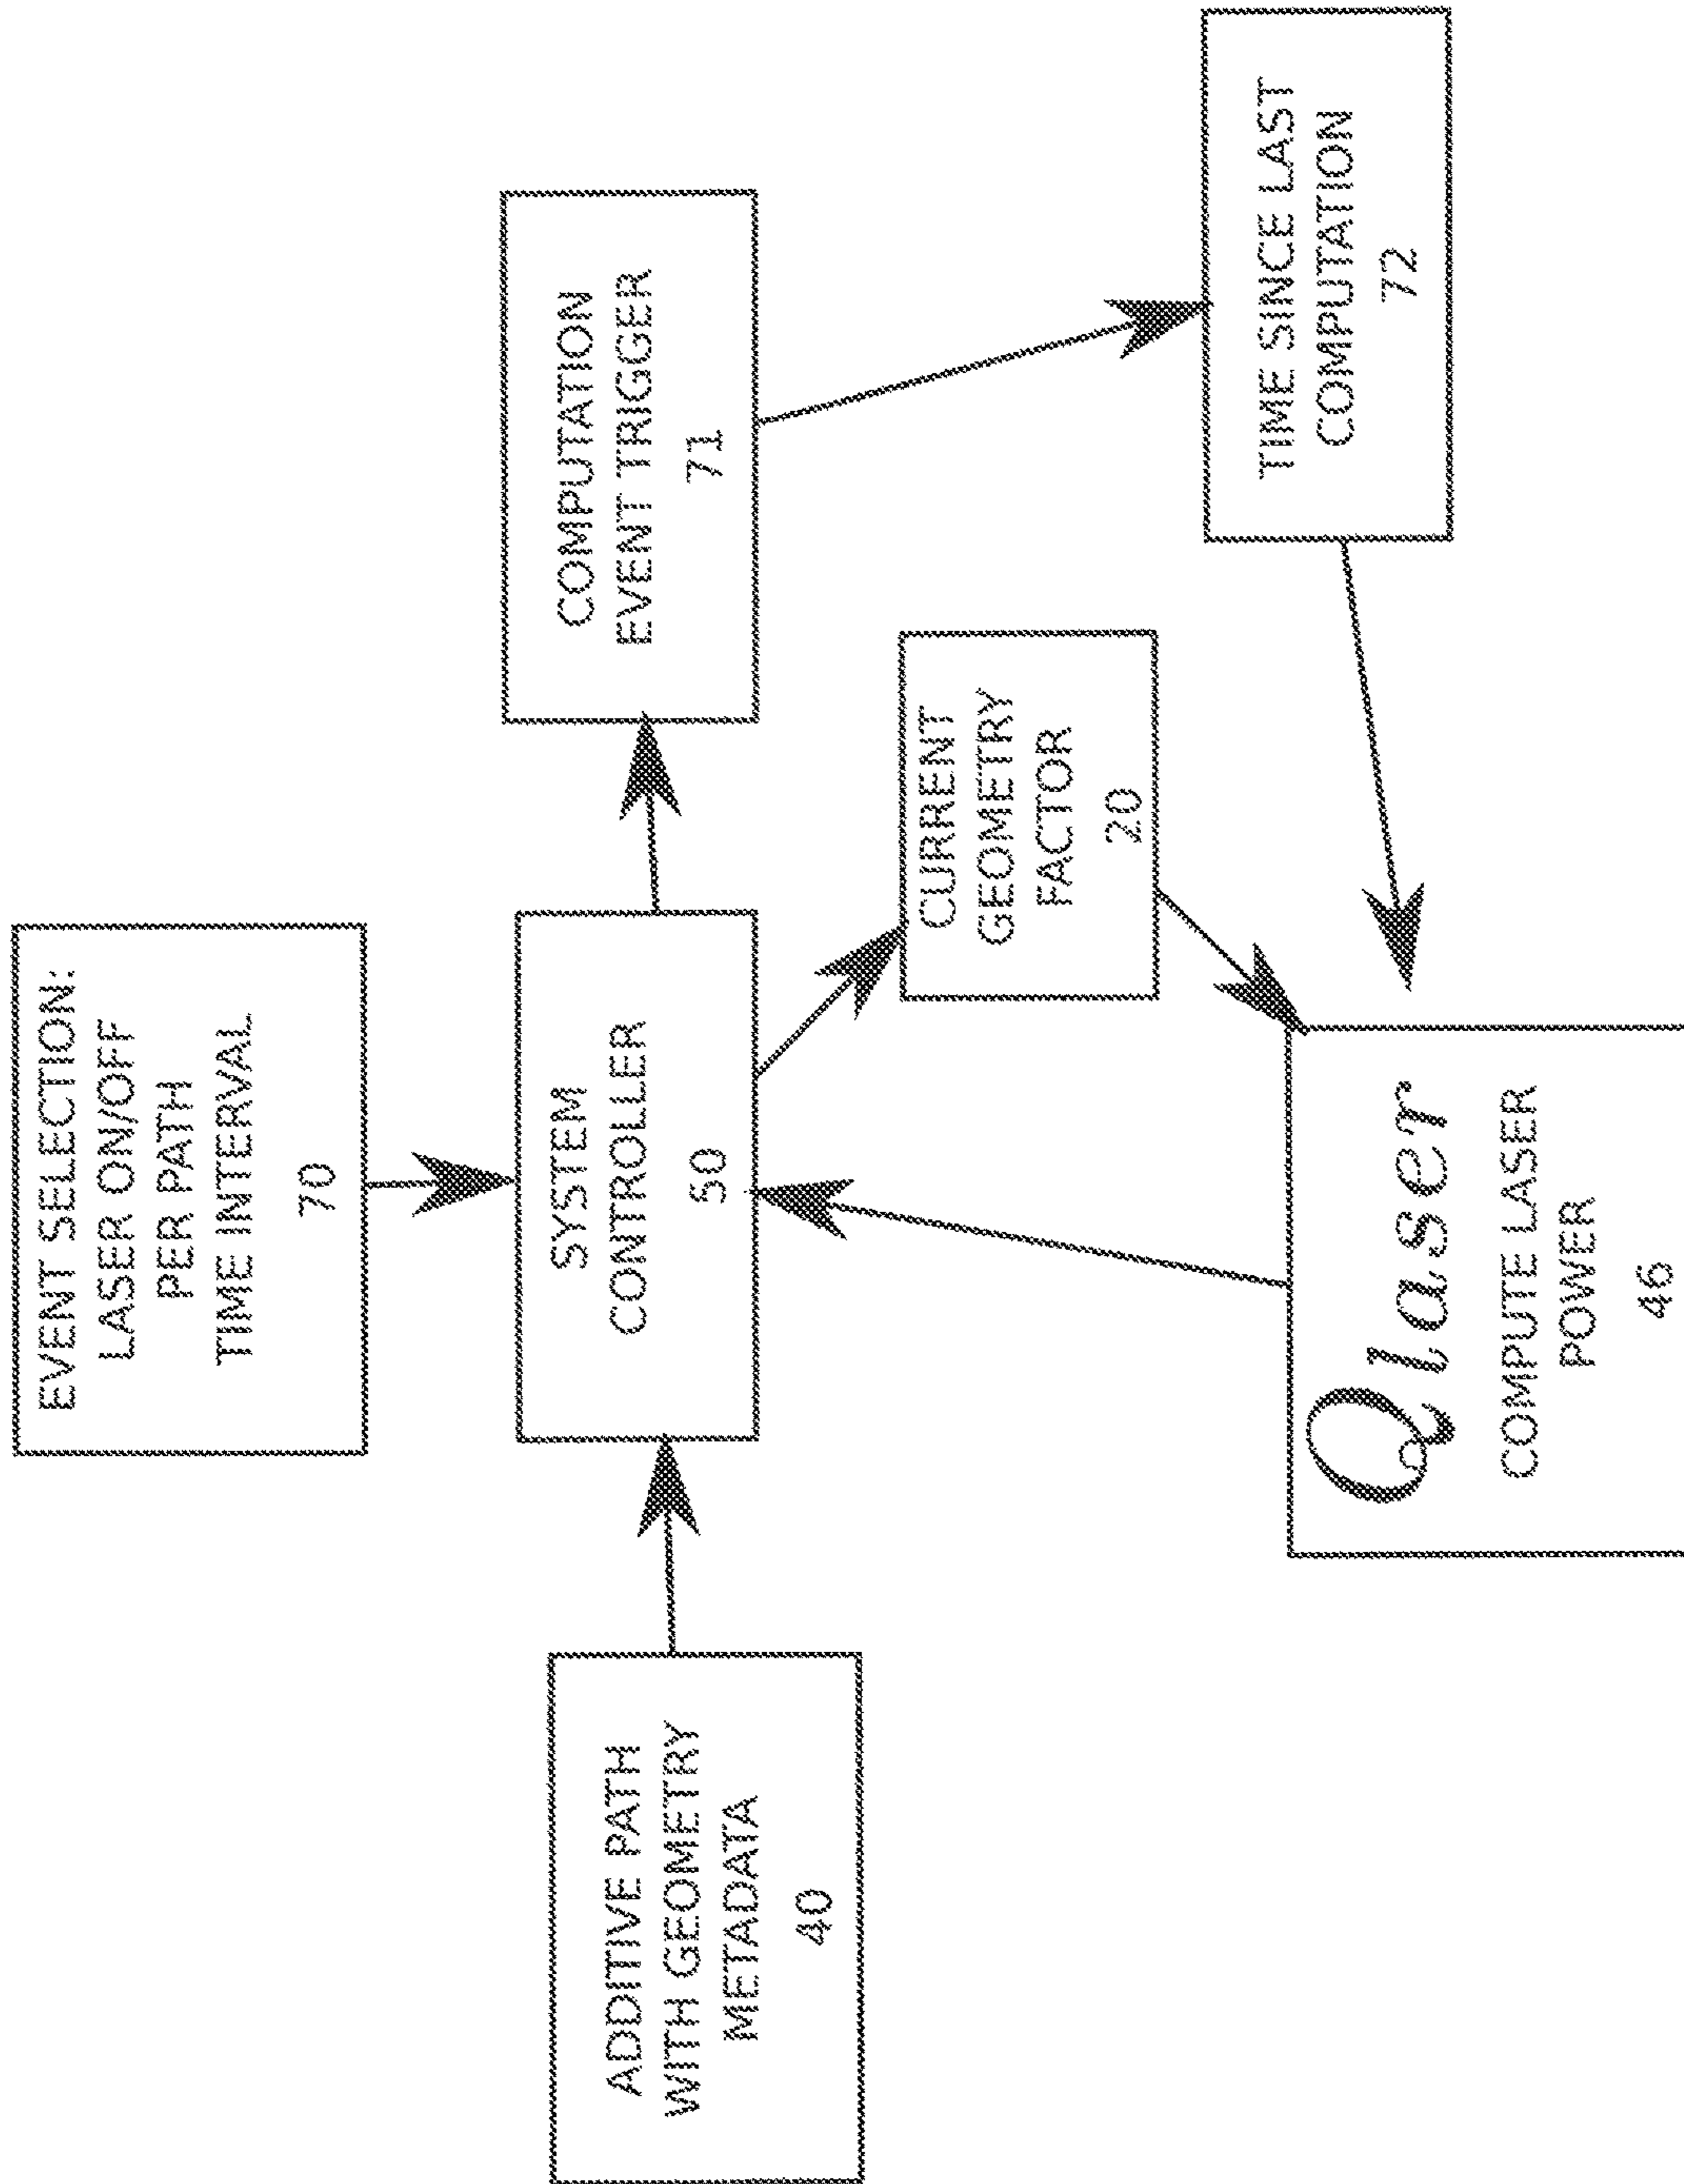 EVENT SELECTION:
LASER ON/OFF
PER PATH
TIME INTERVAL
70
ADDITIVE PATH
WITH GEOMETRY
METADATA
40
SYSTEM
CONTROLLER
50
COMPUTATION
EVENT TRIGGER
71
CURRENT
GEOMETRY
FACTOR
20
Qlaser
COMPUTE LASER
POWER
46
TIME SINCE LAST
COMPUTATION
72